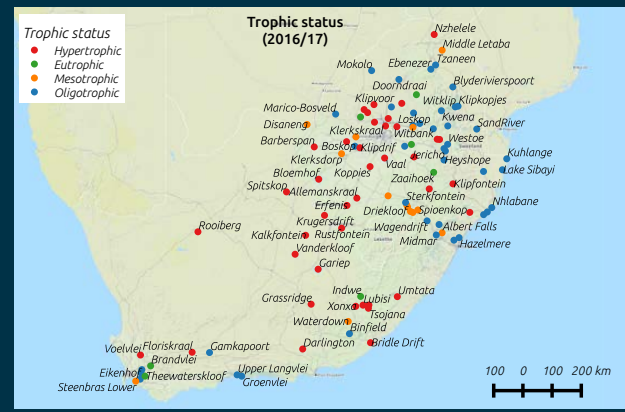 Trophic status
(2016/17)
Trophic status
Hypertrophic
Eutrophic
Mesotrophic
Oligotrophic
Nzhelele
Middle Letaba
Tzaneen
Ebenezer
Mokolo
Doorndraai
Blyderivierspoort
Klipvoor
Witklip
Klipkopjes
Marico-Bosveld
Disaneng
Loskop
Kwena
SandRiver
Klerkskraal
Witbank
Barberspan
Boskop
Klipdrif
Westoe
Klerksdorp
Jericho
Heyshope
Kuhlange
Bloemhof
Koppies
Vaal
Zaaihoek
Lake Sibayi
Spitskop
Allemanskraal
Klipfontein
Erfenis
Sterkfontein
Nhlabane
Krugersdrift
Driekloof
Spioenkop
Rooiberg
Kalkfontein
Rustfontein
Wagendrift
Albert Falls
Midmar
Hazelmere
Vanderkloof
Gariep
Indwe
Umtata
Grassridge
Xonxa
Lubisi
Tsojana
Waterdown
Binfield
Voelvlei
Floriskraal
Gamkapoort
Darlington
Bridle Drift
Brandvlei
Eikenhof
Theewaterskloof
Upper Langvlei
Groenvlei
Steenbras Lower
100 0 100 200 km